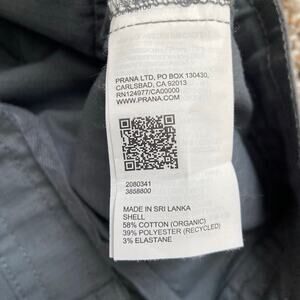 PRANA LTD, PO BOX 130430,
CARLSBAD, CA 92013
RN124977/CA00000
WWW.PRANA.COM
2080341
3858800
MADE IN SRI LANKA
SHELL
58% COTTON (ORGANIC)
39% POLYESTER (RECYCLED)
3% ELASTANE